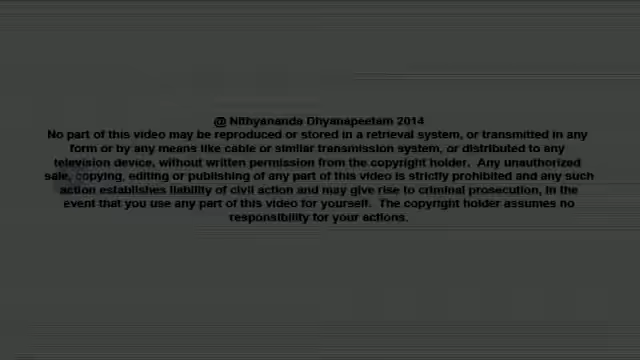 @ Nithyananda Dhyanapeetam 2014
No part of this video may be reproduced or stored in a retrieval system, or transmitted in any
form or by any means like cable or similar transmission system, or distributed to any
television device, without written permission from the copyright holder.  Any unauthorized
sale, copying, editing or publishing of any part of this video is strictly prohibited and any such
action establishes liability of civil action and may give rise to criminal prosecution, in the
event that you use any part of this video for yourself.  The copyright holder assumes no
responsibility for your actions.